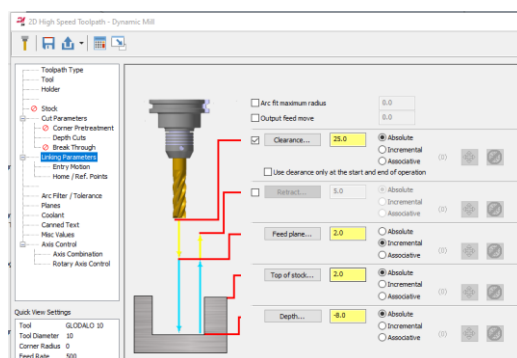 2D High Speed Toolpath - Dynamic Mill
Toolpath Type
Tool
Holder
Stock
Cut Parameters
Corner Pretreatment
Depth Cuts
Break Through
Linking Parameters
Entry Motion
Home / Ref. Points
Arc Filter / Tolerance
Planes
Coolant
Canned Text
Misc Values
Axis Control
Axis Combination
Rotary Axis Control
Quick View Settings
Tool GLODALO 10
Tool Diameter 10
Corner Radius 0
Feed Rate 500
Arc fit maximum radius 0.0
Output feed move 0.0
Clearance... 25.0 Absolute
Incremental
Associative (0)
Use clearance only at the start and end of operation
Retract... 5.0 Absolute
Incremental
Associative
Feed plane... 2.0 Absolute
Incremental
Associative (0)
Top of stock... 2.0 Absolute
Incremental
Associative (0)
Depth... -8.0 Absolute
Incremental
Associative (0)